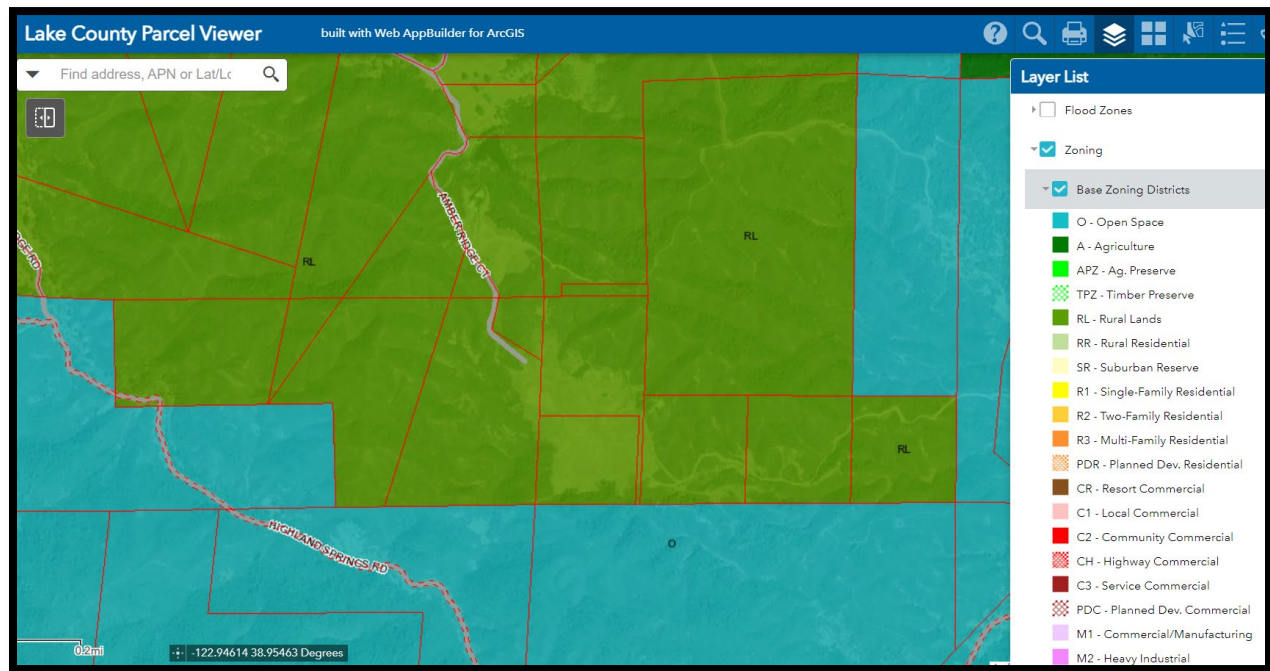 Lake County Parcel Viewer
built with Web AppBuilder for ArcGIS
Find address, APN or Lat/Lc
Layer List
Flood Zones
Zoning
Base Zoning Districts
O - Open Space
A - Agriculture
APZ - Ag. Preserve
TPZ - Timber Preserve
RL - Rural Lands
RR - Rural Residential
SR - Suburban Reserve
R1 - Single-Family Residential
R2 - Two-Family Residential
R3 - Multi-Family Residential
PDR - Planned Dev. Residential
CR - Resort Commercial
C1 - Local Commercial
C2 - Community Commercial
CH - Highway Commercial
C3 - Service Commercial
PDC - Planned Dev. Commercial
M1 - Commercial/Manufacturing
M2 - Heavy Industrial
AMBER RIDGE CT
RL
RL
RL
DGE RD
HIGHLAND SPRINGS RD
O
0.2mi
-122.94614 38.95463 Degrees